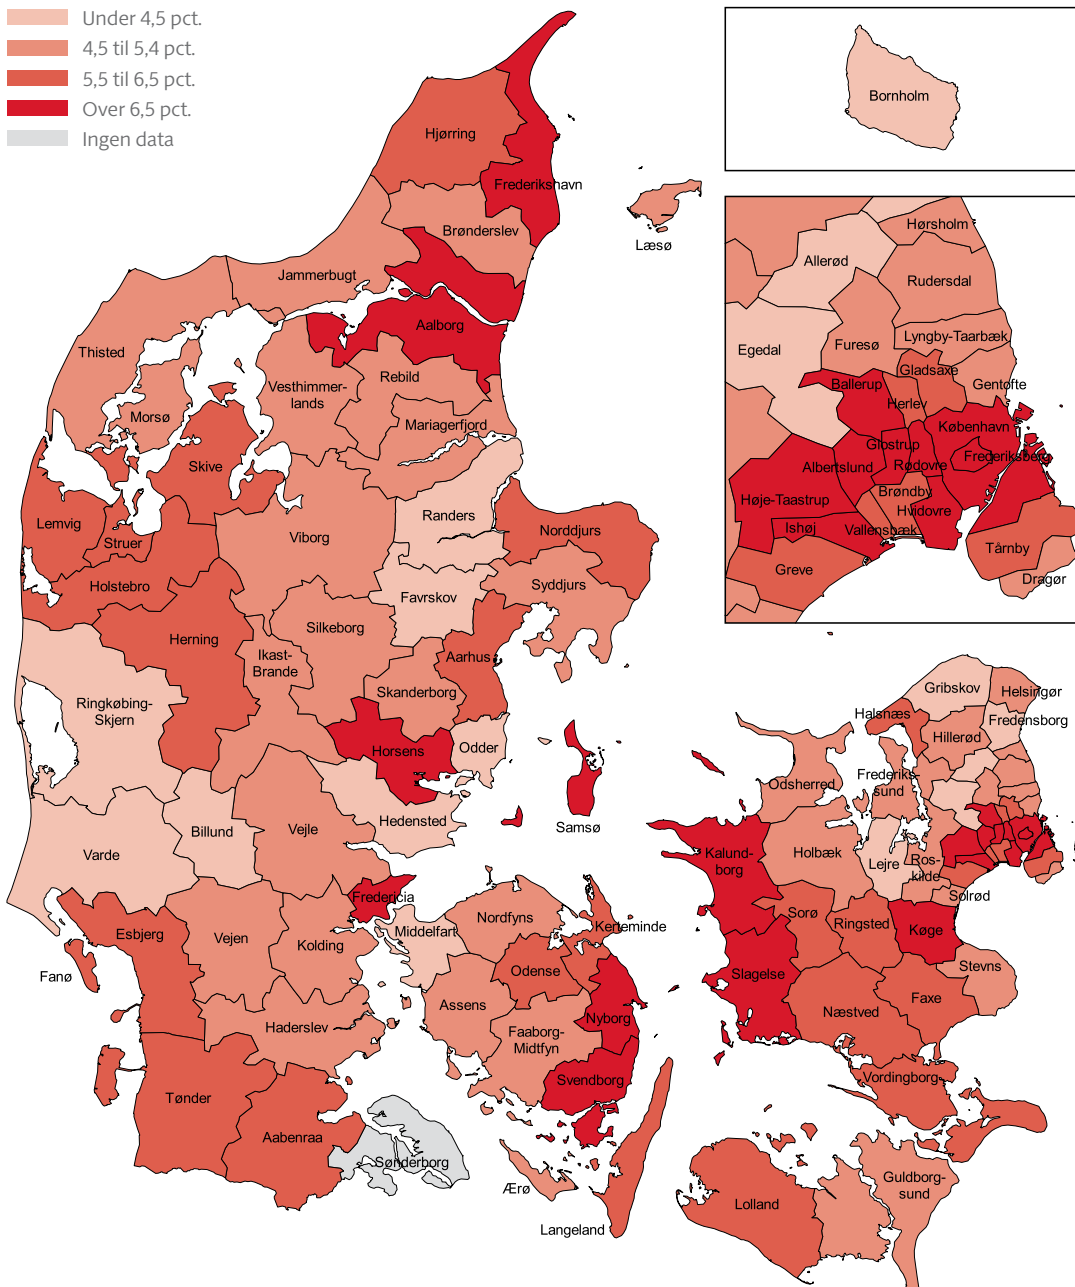 Under 4,5 pct.
4,5 til 5,4 pct.
5,5 til 6,5 pct.
Over 6,5 pct.
Ingen data
Hjørring
Frederikshavn
Brønderslev
Læsø
Jammerbugt
Aalborg
Thisted
Vesthimmer-
lands
Rebild
Morsø
Mariagerfjord
Skive
Lemvig
Struer
Viborg
Randers
Norddjurs
Holstebro
Favrskov
Syddjurs
Herning
Silkeborg
Ikast-
Brande
Aarhus
Skanderborg
Ringkøbing-
Skjern
Horsens
Odder
Hedensted
Samsø
Billund
Vejle
Varde
Fredericia
Esbjerg
Vejen
Kolding
Middelfart
Nordfyns
Kerteminde
Fanø
Odense
Assens
Nyborg
Haderslev
Faaborg-
Midtfyn
Svendborg
Tønder
Aabenraa
Sønderborg
Ærø
Langeland
Bornholm
Hørsholm
Allerød
Rudersdal
Egedal
Furesø
Lyngby-Taarbæk
Gladsaxe
Gentofte
Ballerup
Herlev
København
Glostrup
Frederiksberg
Albertslund
Rødovre
Høje-Taastrup
Brøndby
Hvidovre
Ishøj
Vallensbæk
Tårnby
Greve
Dragør
Gribskov
Helsingør
Halsnæs
Fredensborg
Hillerød
Odsherred
Frederiks-
sund
Kalund-
borg
Holbæk
Lejre
Ros-
kilde
Solrød
Sorø
Ringsted
Køge
Slagelse
Stevns
Næstved
Faxe
Vordingborg
Guldborg-
sund
Lolland